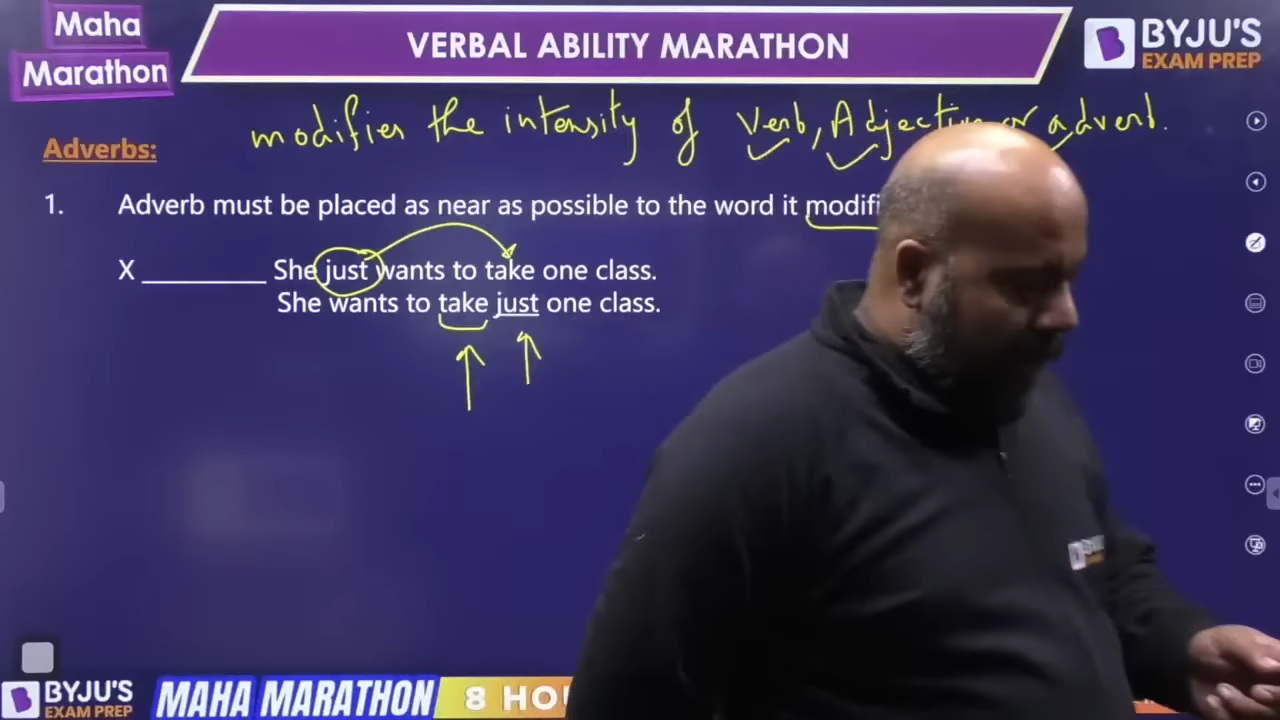 Maha
Marathon
VERBAL ABILITY MARATHON
BYJU'S
EXAM PREP
modifies the intensity of Verb, Adjective or adverb.
Adverbs:
1. Adverb must be placed as near as possible to the word it modifi
X ________ She just wants to take one class.
She wants to take just one class.
BYJU'S
BYJU'S
EXAM PREP
MAHA MARATHON
8 HOU